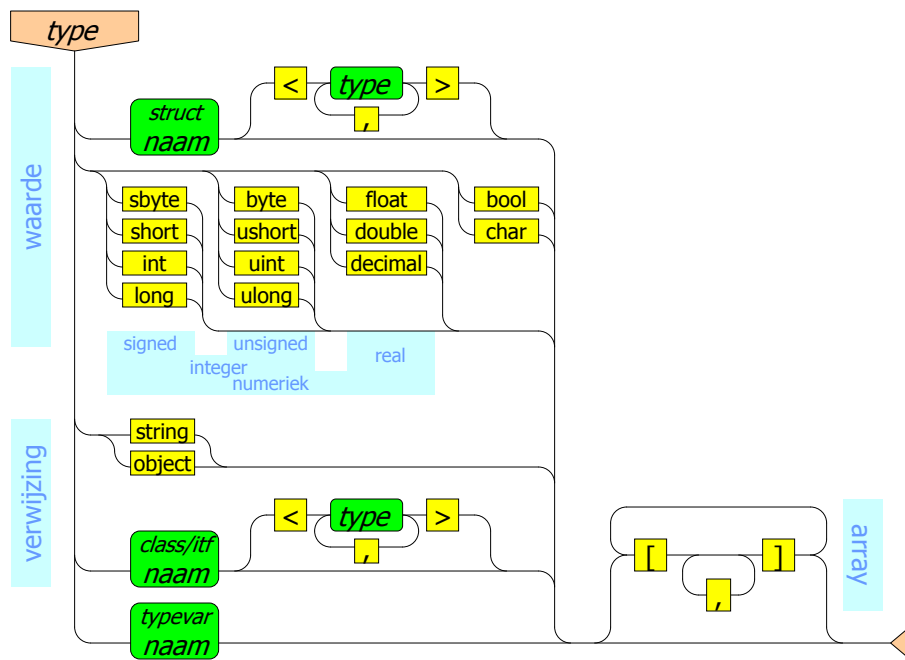 type
waarde
struct
naam
< type >
,
sbyte byte float bool
short ushort double char
int uint decimal
long ulong
signed unsigned real
integer
numeriek
verwijzing
string
object
class/itf
naam
< type >
,
[ ]
,
array
typevar
naam